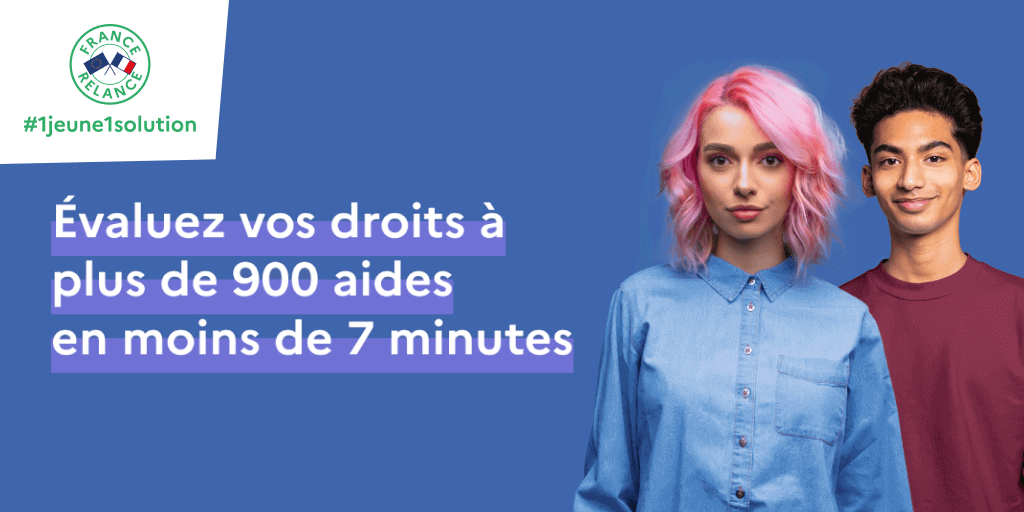 FRANCE
RELANCE
#1jeune1solution
Évaluez vos droits à
plus de 900 aides
en moins de 7 minutes